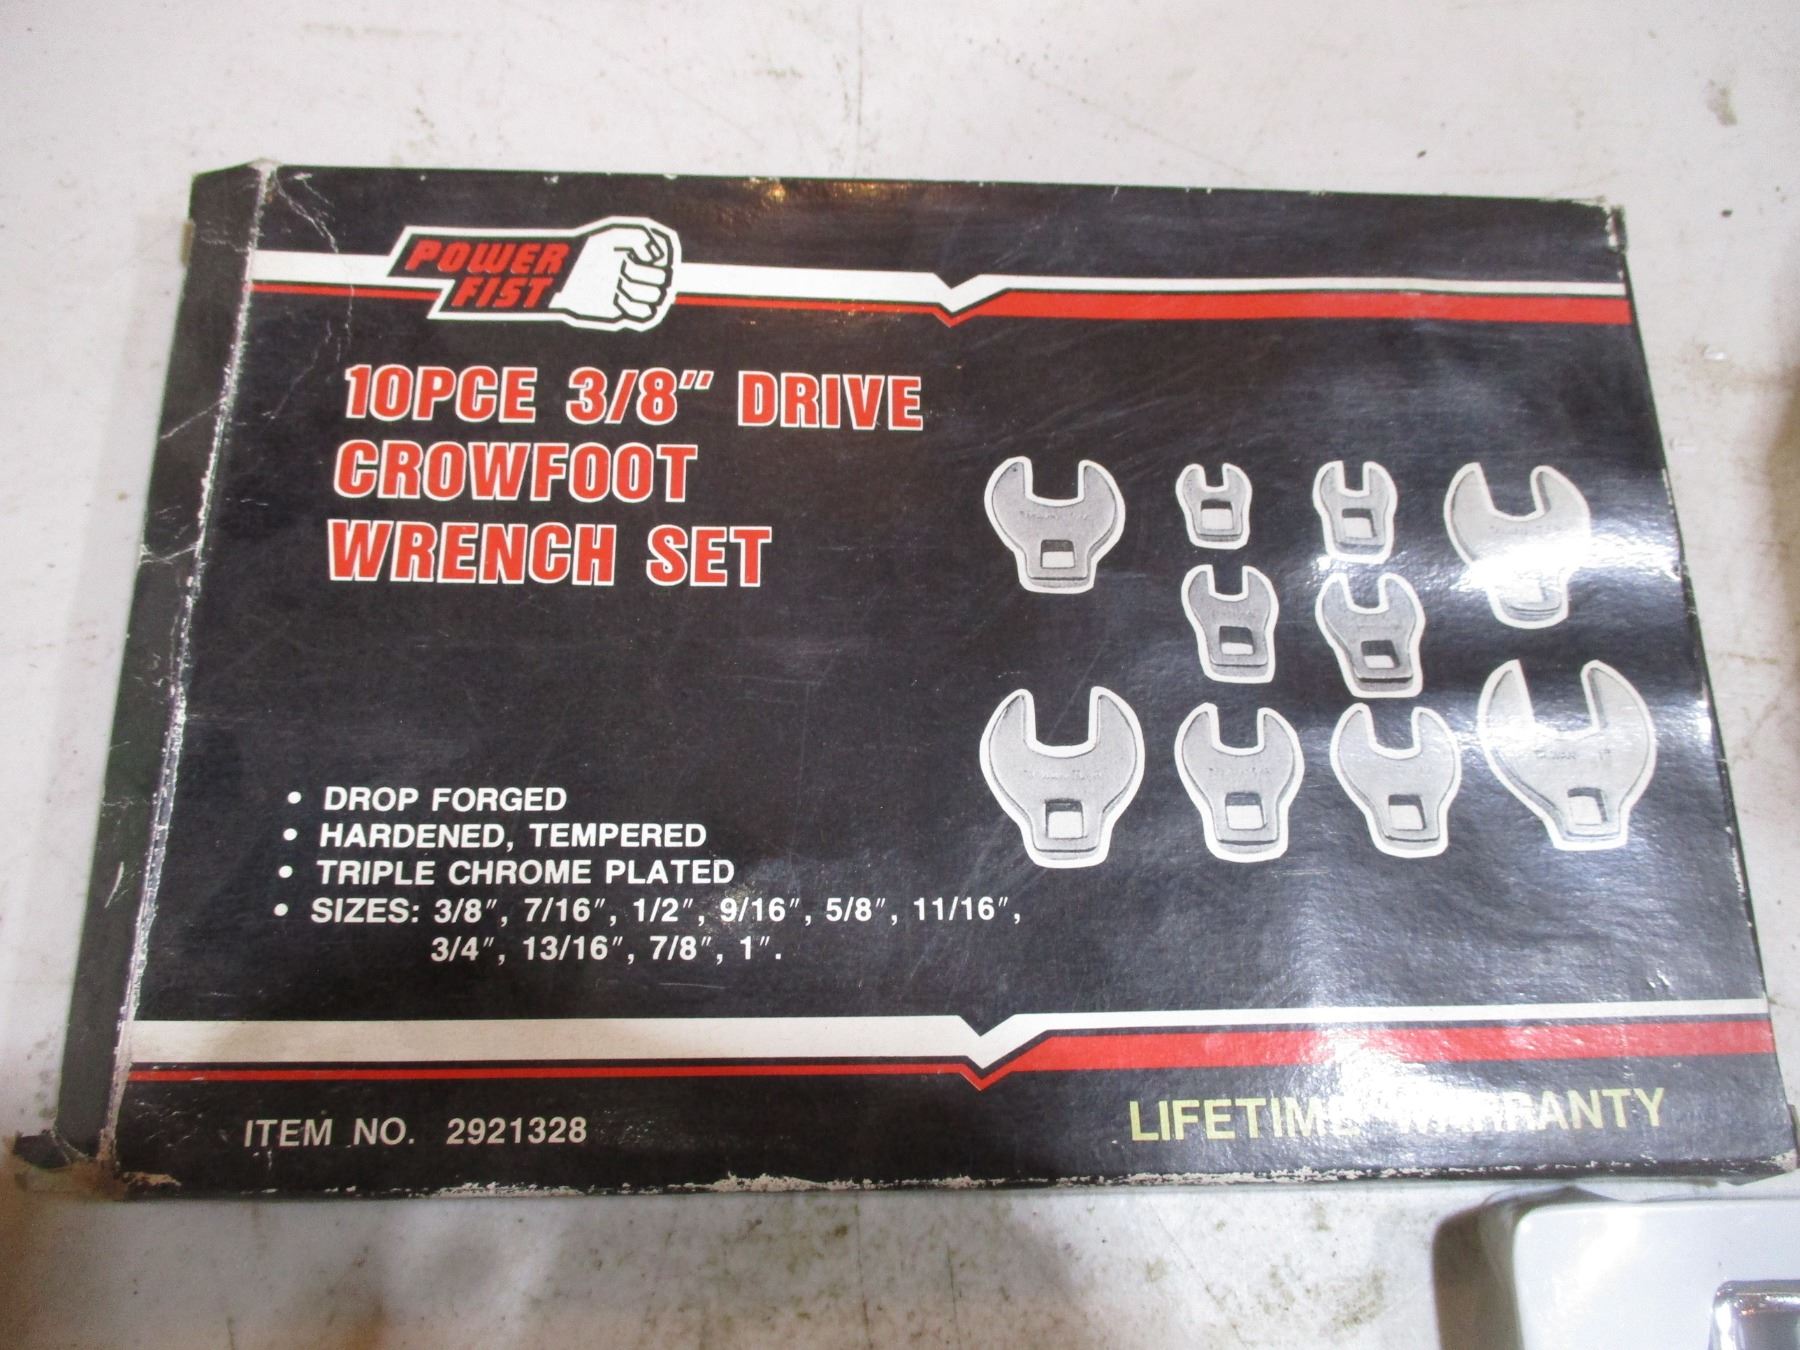 POWER
FIST
10PCE 3/8" DRIVE
CROWFOOT
WRENCH SET
• DROP FORGED
• HARDENED, TEMPERED
• TRIPLE CHROME PLATED
• SIZES: 3/8", 7/16", 1/2", 9/16", 5/8", 11/16",
3/4", 13/16", 7/8", 1".
ITEM NO. 2921328
LIFETIME WARRANTY